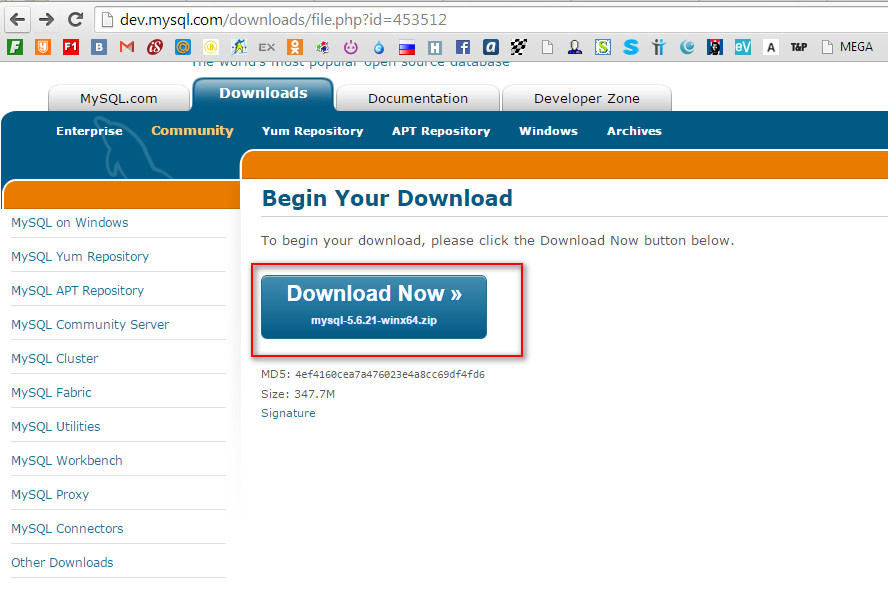 dev.mysql.com/downloads/file.php?id=453512
F F1 B M iS @ EX H f a S S eV A T&P MEGA
The world's most popular open source database
MySQL.com Downloads Documentation Developer Zone
Enterprise Community Yum Repository APT Repository Windows Archives
Begin Your Download
MySQL on Windows
To begin your download, please click the Download Now button below.
MySQL Yum Repository
MySQL APT Repository
Download Now »
mysql-5.6.21-winx64.zip
MySQL Community Server
MySQL Cluster
MD5: 4ef4160cea7a476023e4a8cc69df4fd6
Size: 347.7M
MySQL Fabric
Signature
MySQL Utilities
MySQL Workbench
MySQL Proxy
MySQL Connectors
Other Downloads